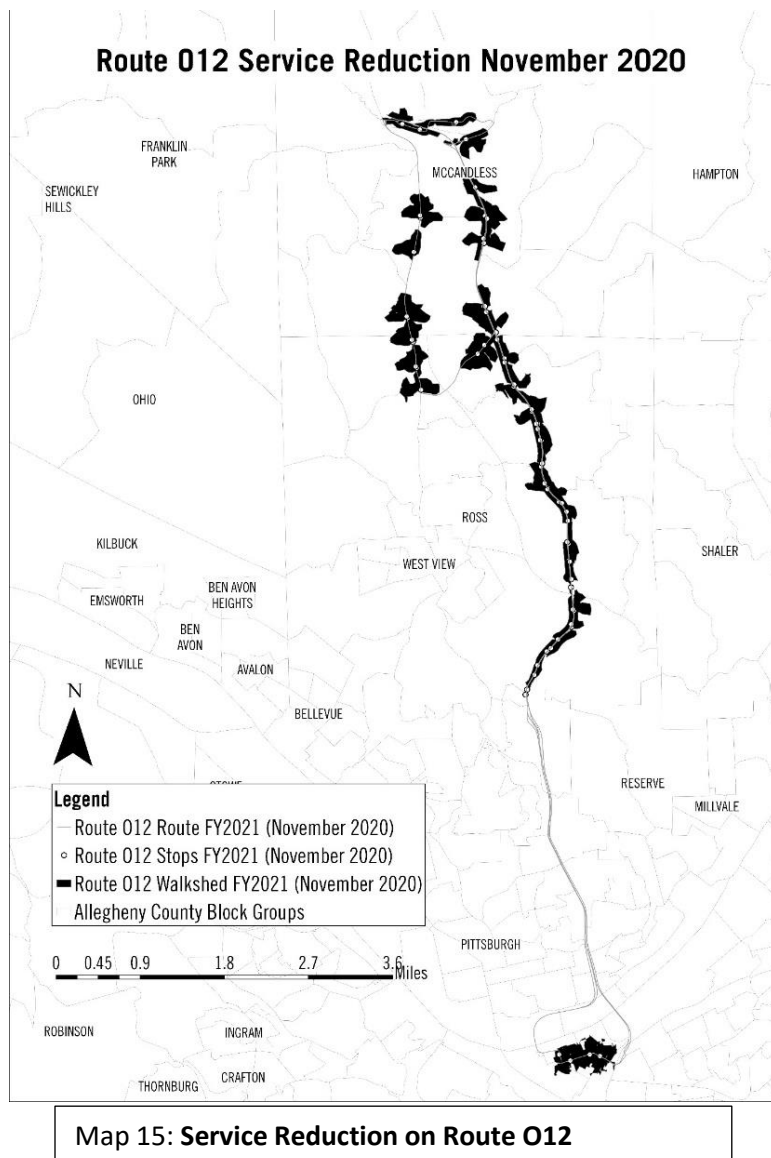 Route O12 Service Reduction November 2020
FRANKLIN
PARK
MCCANDLESS
HAMPTON
SEWICKLEY
HILLS
OHIO
ROSS
KILBUCK
WEST VIEW
SHALER
BEN AVON
HEIGHTS
EMSWORTH
BEN
AVON
NEVILLE
AVALON
N
BELLEVUE
RESERVE
MILLVALE
Legend
Route O12 Route FY2021 (November 2020)
Route O12 Stops FY2021 (November 2020)
Route O12 Walkshed FY2021 (November 2020)
Allegheny County Block Groups
PITTSBURGH
0 0.45 0.9 1.8 2.7 3.6 Miles
ROBINSON
INGRAM
CRAFTON
THORNBURG
Map 15: Service Reduction on Route O12